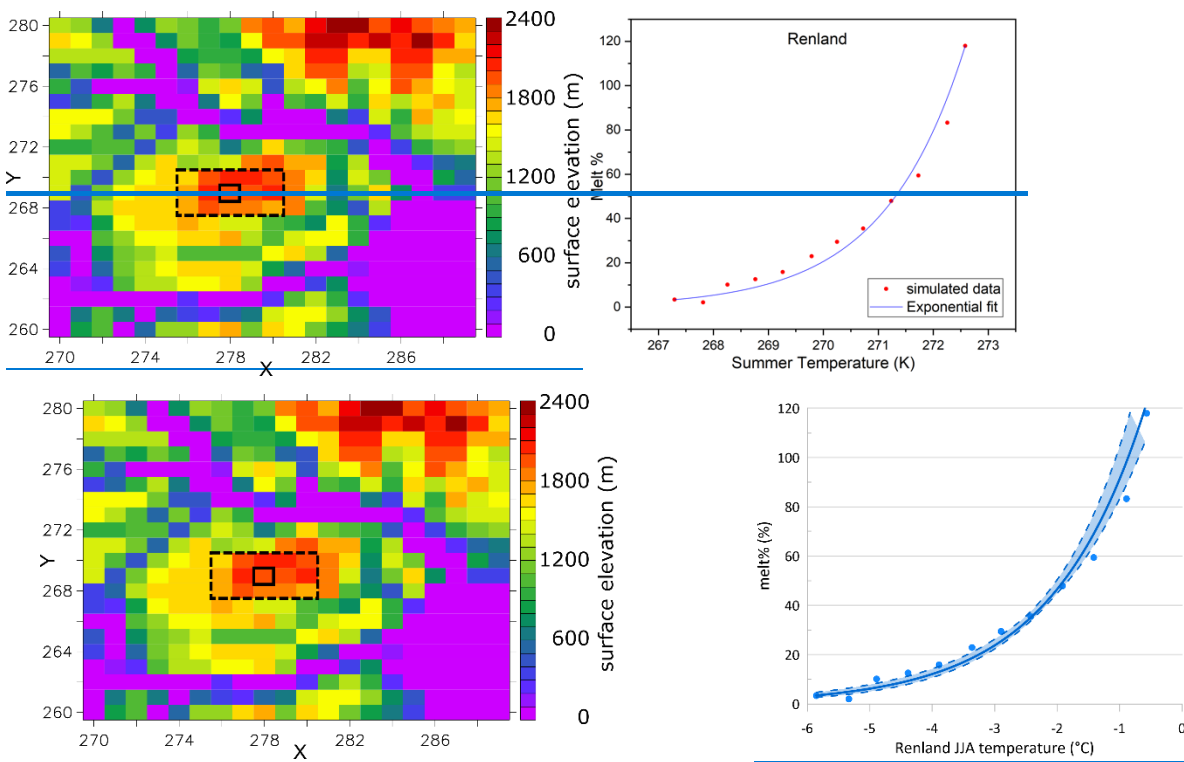 280
276
272
268
264
260
Y
270 274 278 282 286
X
2400
1800
1200
600
0
surface elevation (m)
Renland
120
100
80
60
40
20
0
Melt %
simulated data
Exponential fit
267 268 269 270 271 272 273
Summer Temperature (K)
280
276
272
268
264
260
Y
270 274 278 282 286
X
2400
1800
1200
600
0
surface elevation (m)
120
100
80
60
40
20
0
melt% (%)
-6 -5 -4 -3 -2 -1 0
Renland JJA temperature (°C)